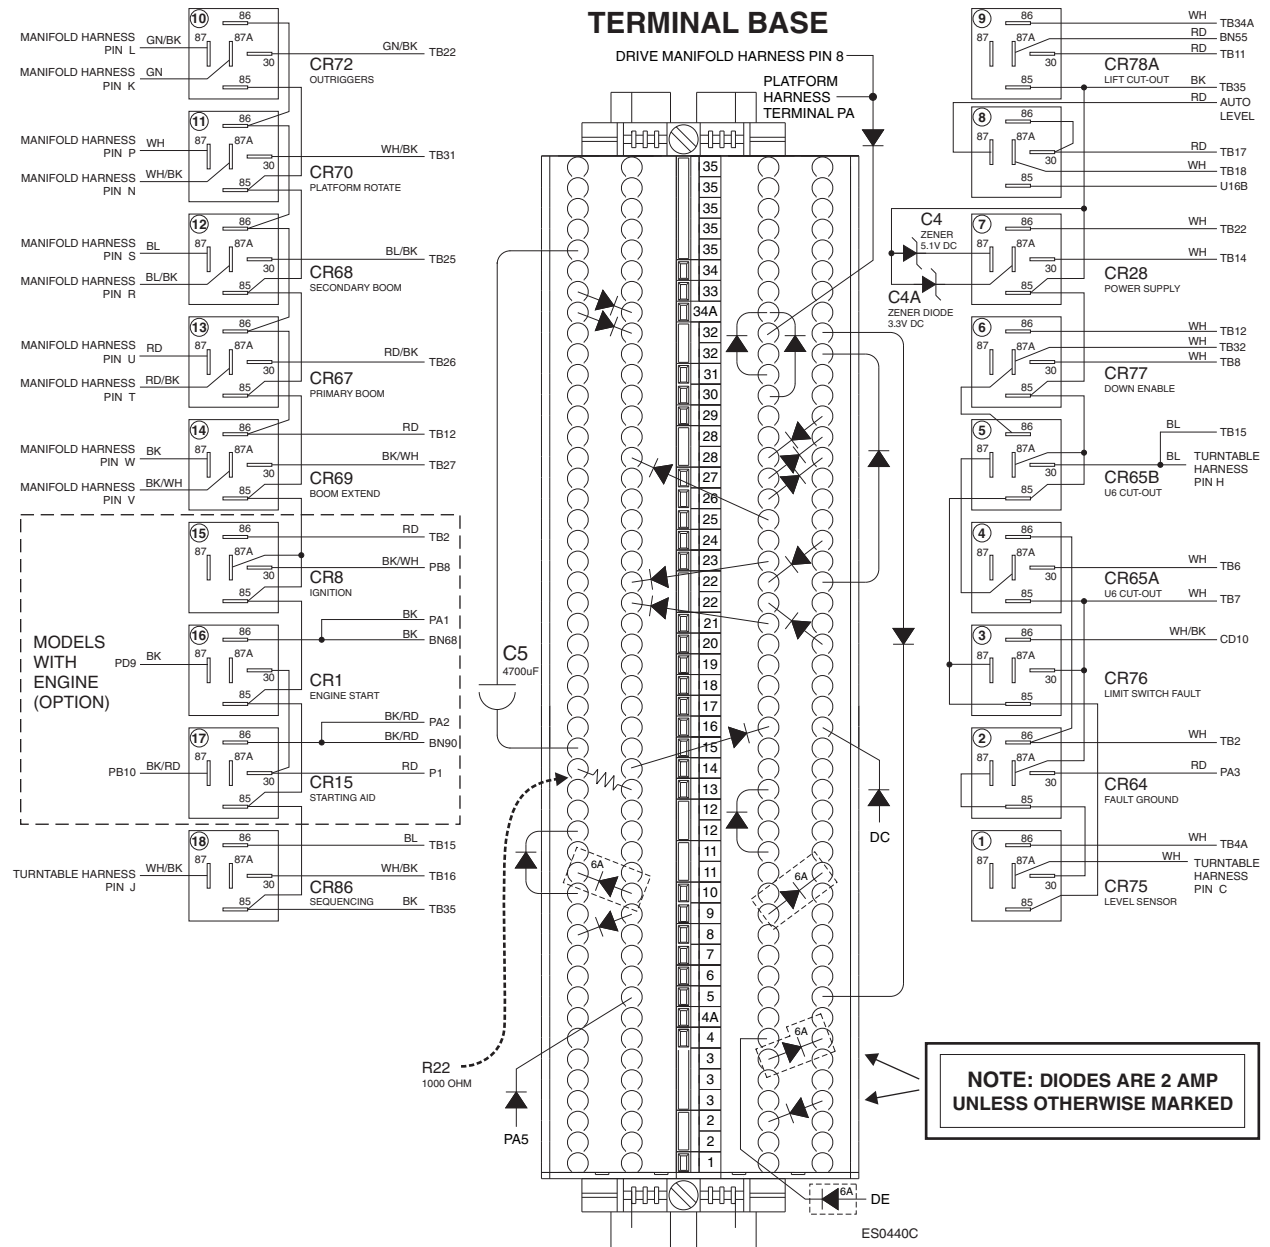 TERMINAL BASE
DRIVE MANIFOLD HARNESS PIN 8
PLATFORM
HARNESS
TERMINAL PA
10
86
87
87A
30
85
MANIFOLD HARNESS
PIN L
GN/BK
MANIFOLD HARNESS
PIN K
GN
GN/BK
TB22
CR72
OUTRIGGERS
11
86
87
87A
30
85
MANIFOLD HARNESS
PIN P
WH
MANIFOLD HARNESS
PIN N
WH/BK
WH/BK
TB31
CR70
PLATFORM ROTATE
12
86
87
87A
30
85
MANIFOLD HARNESS
PIN S
BL
MANIFOLD HARNESS
PIN R
BL/BK
BL/BK
TB25
CR68
SECONDARY BOOM
13
86
87
87A
30
85
MANIFOLD HARNESS
PIN U
RD
MANIFOLD HARNESS
PIN T
RD/BK
RD/BK
TB26
CR67
PRIMARY BOOM
14
86
87
87A
30
85
MANIFOLD HARNESS
PIN W
BK
MANIFOLD HARNESS
PIN V
BK/WH
RD
TB12
BK/WH
TB27
CR69
BOOM EXTEND
MODELS
WITH
ENGINE
(OPTION)
15
86
87
87A
30
85
RD
TB2
BK/WH
PB8
CR8
IGNITION
16
86
87
87A
30
85
PD9
BK
BK
PA1
BK
BN68
CR1
ENGINE START
17
86
87
87A
30
85
PB10
BK/RD
BK/RD
PA2
BK/RD
BN90
RD
P1
CR15
STARTING AID
18
86
87
87A
30
85
TURNTABLE HARNESS
PIN J
WH/BK
BL
TB15
WH/BK
TB16
BK
TB35
CR86
SEQUENCING
35
35
35
35
35
34
33
34A
32
32
31
30
29
28
28
27
26
25
24
23
22
22
21
20
19
18
17
16
15
14
13
12
12
11
11
10
9
8
7
6
5
4A
4
3
3
3
2
2
1
C5
4700uF
R22
1000 OHM
PA5
6A
6A
6A
6A
DC
DE
ES0440C
9
86
87
87A
30
85
WH
TB34A
RD
BN55
RD
TB11
BK
TB35
CR78A
LIFT CUT-OUT
8
86
87
87A
30
85
RD
AUTO
LEVEL
RD
TB17
WH
TB18
U16B
C4
ZENER
5.1V DC
C4A
ZENER DIODE
3.3V DC
7
86
87
87A
30
85
WH
TB22
WH
TB14
CR28
POWER SUPPLY
6
86
87
87A
30
85
WH
TB12
WH
TB32
WH
TB8
CR77
DOWN ENABLE
5
86
87
87A
30
85
BL
TB15
BL
TURNTABLE
HARNESS
PIN H
CR65B
U6 CUT-OUT
4
86
87
87A
30
85
WH
TB6
WH
TB7
CR65A
U6 CUT-OUT
3
86
87
87A
30
85
WH/BK
CD10
CR76
LIMIT SWITCH FAULT
2
86
87
87A
30
85
WH
TB2
RD
PA3
CR64
FAULT GROUND
1
86
87
87A
30
85
WH
TB4A
WH
TURNTABLE
HARNESS
PIN C
CR75
LEVEL SENSOR
NOTE: DIODES ARE 2 AMP
UNLESS OTHERWISE MARKED